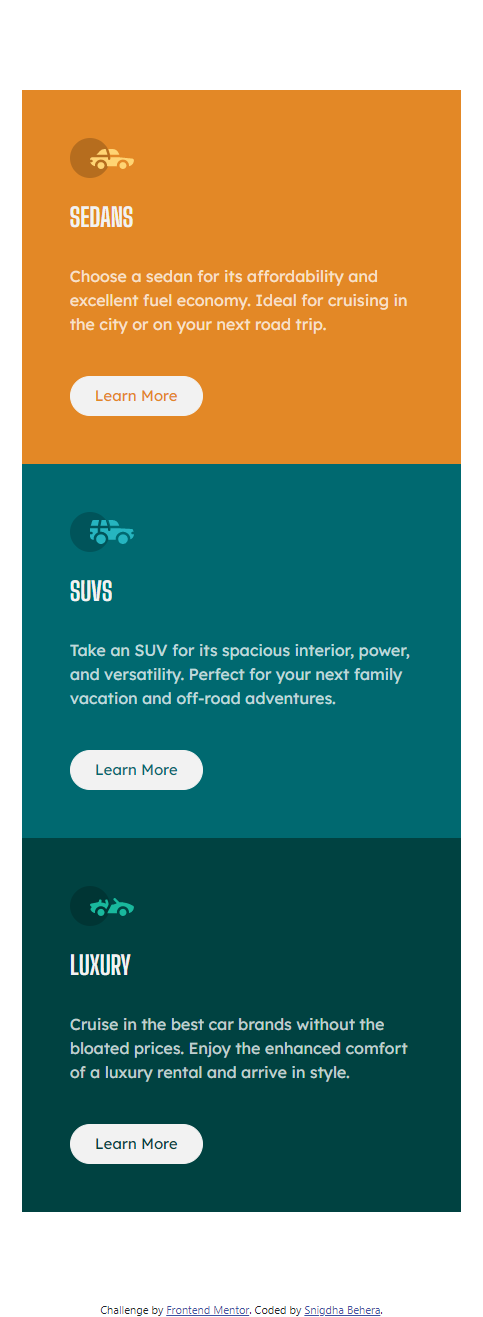 SEDANS
Choose a sedan for its affordability and
excellent fuel economy. Ideal for cruising in
the city or on your next road trip.
Learn More
SUVS
Take an SUV for its spacious interior, power,
and versatility. Perfect for your next family
vacation and off-road adventures.
Learn More
LUXURY
Cruise in the best car brands without the
bloated prices. Enjoy the enhanced comfort
of a luxury rental and arrive in style.
Learn More
Challenge by Frontend Mentor. Coded by Snigdha Behera.